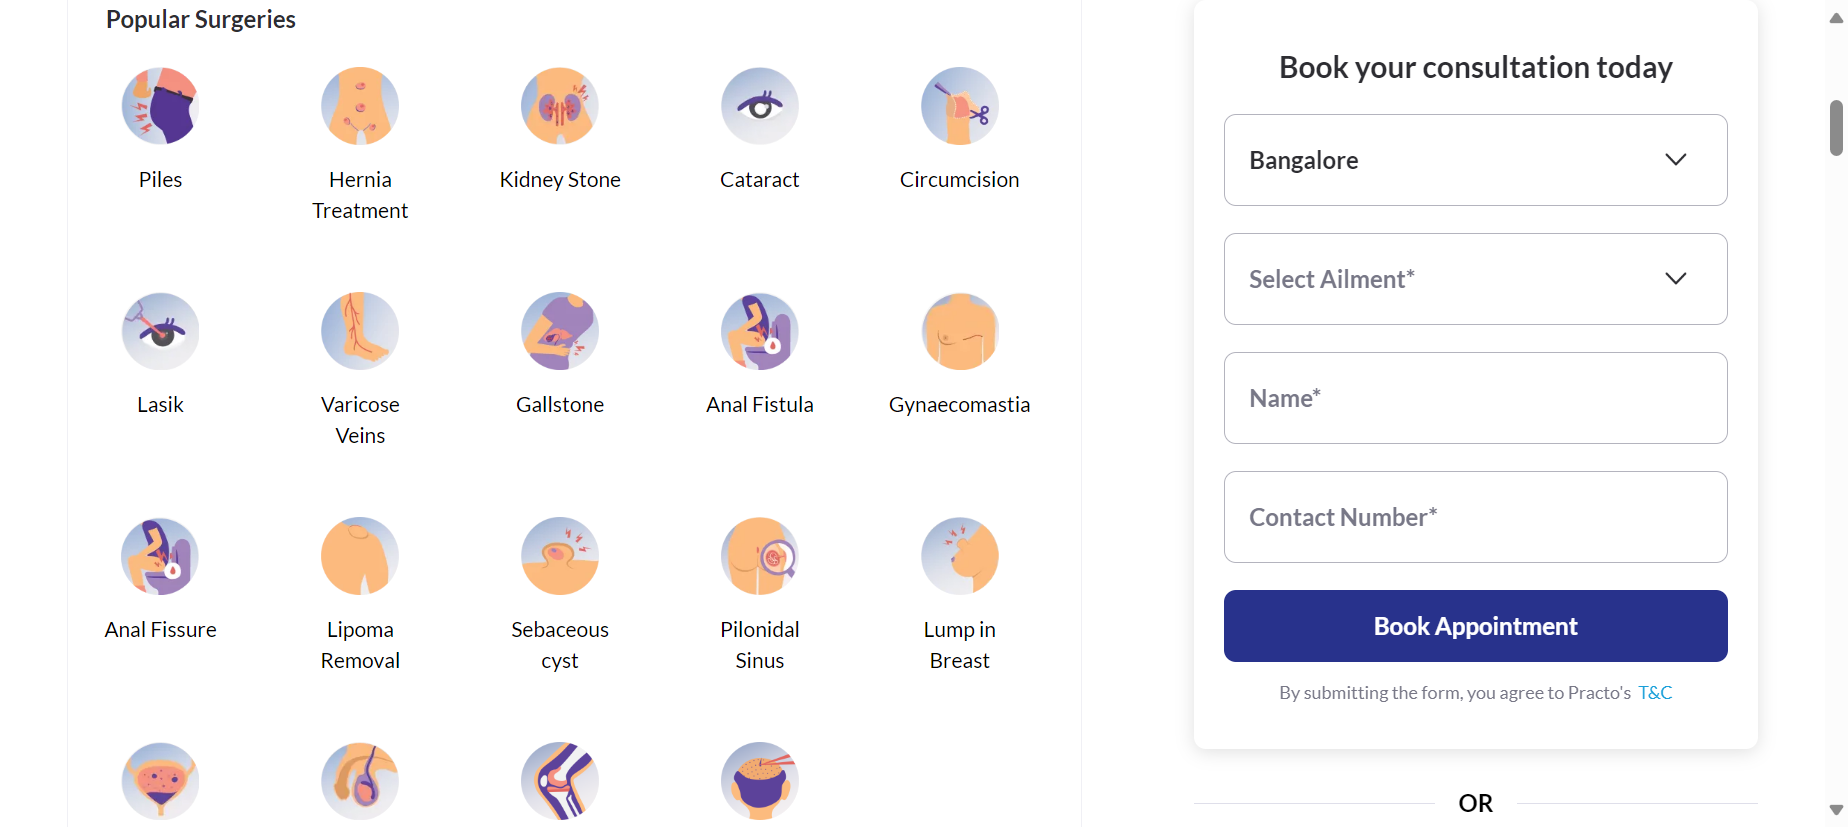 Popular Surgeries
Piles
Hernia
Treatment
Kidney Stone
Cataract
Circumcision
Lasik
Varicose
Veins
Gallstone
Anal Fistula
Gynaecomastia
Anal Fissure
Lipoma
Removal
Sebaceous
cyst
Pilonidal
Sinus
Lump in
Breast
Book your consultation today
Bangalore
Select Ailment*
Name*
Contact Number*
Book Appointment
By submitting the form, you agree to Practo's T&C
OR